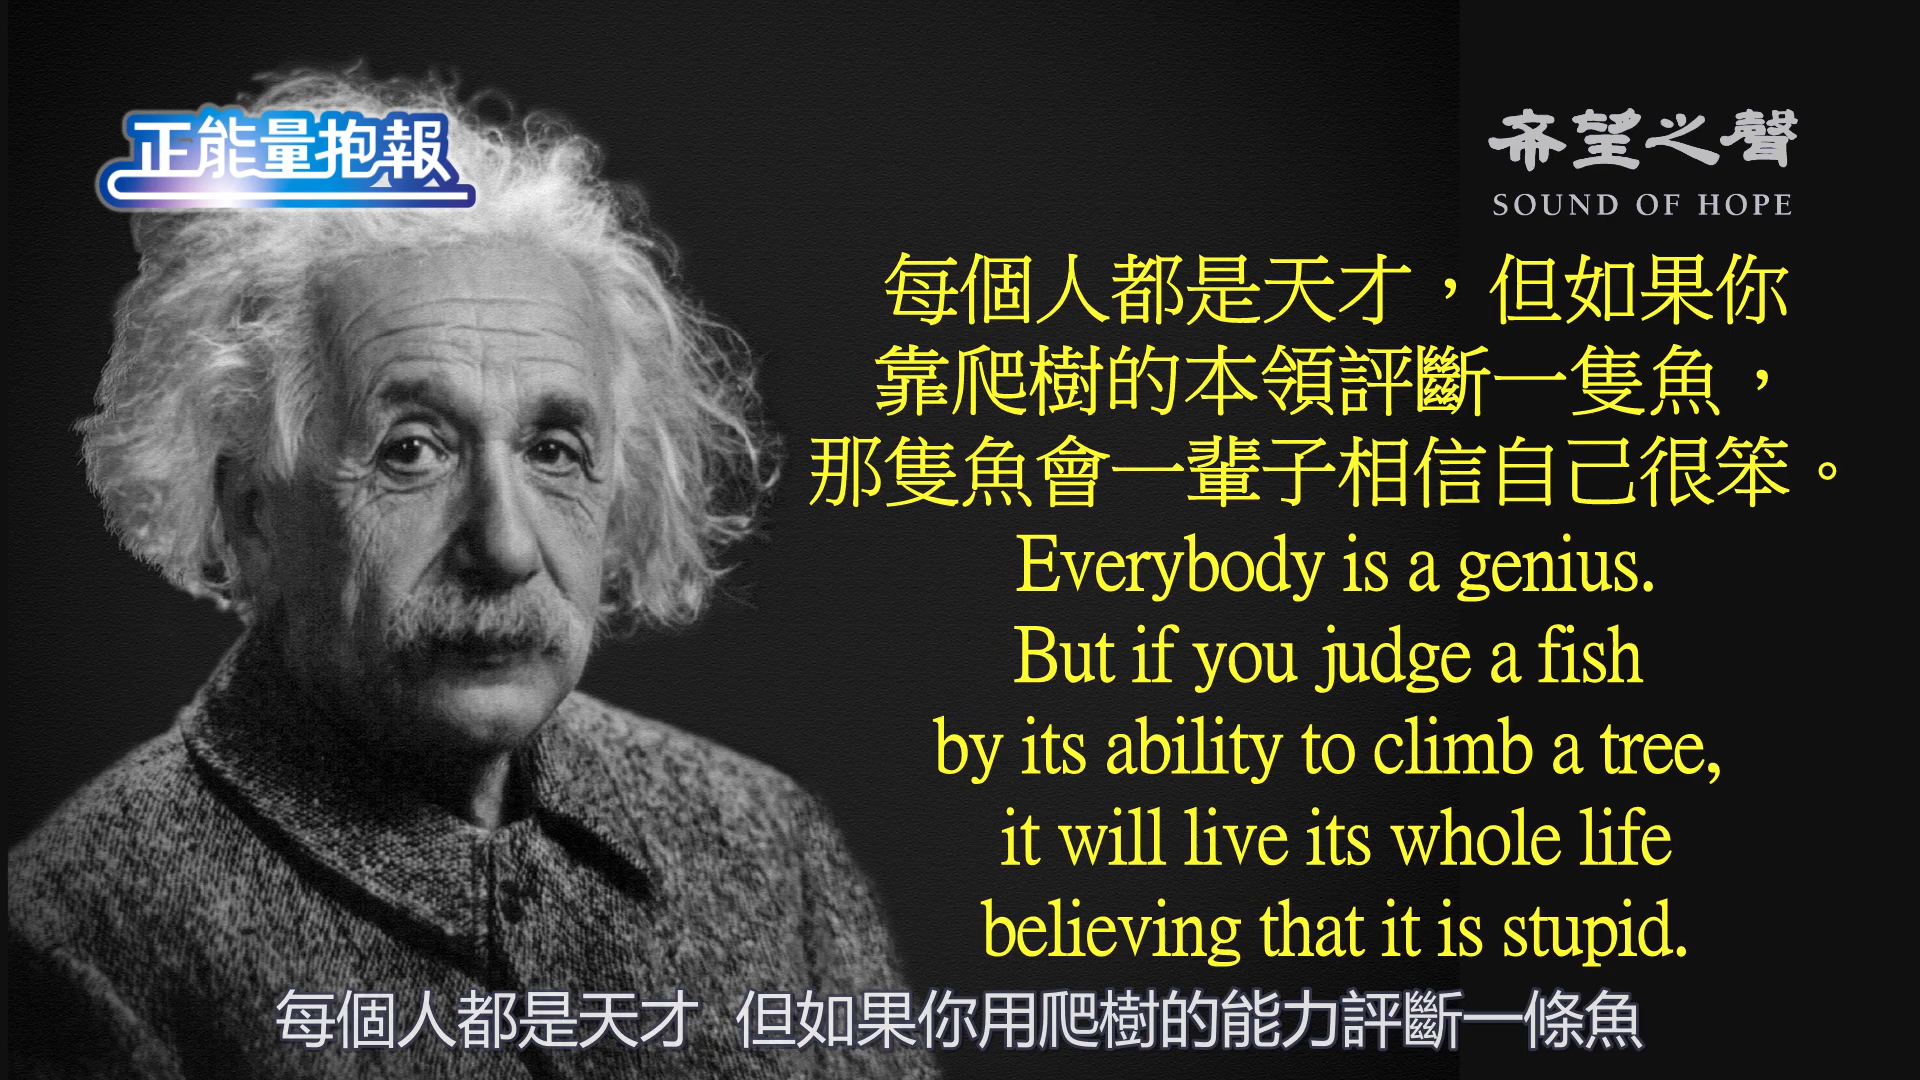 正能量抱報
希望之聲
SOUND OF HOPE
每個人都是天才，但如果你
靠爬樹的本領評斷一隻魚，
那隻魚會一輩子相信自己很笨。
Everybody is a genius.
But if you judge a fish
by its ability to climb a tree,
it will live its whole life
believing that it is stupid.
每個人都是天才 但如果你用爬樹的能力評斷一條魚